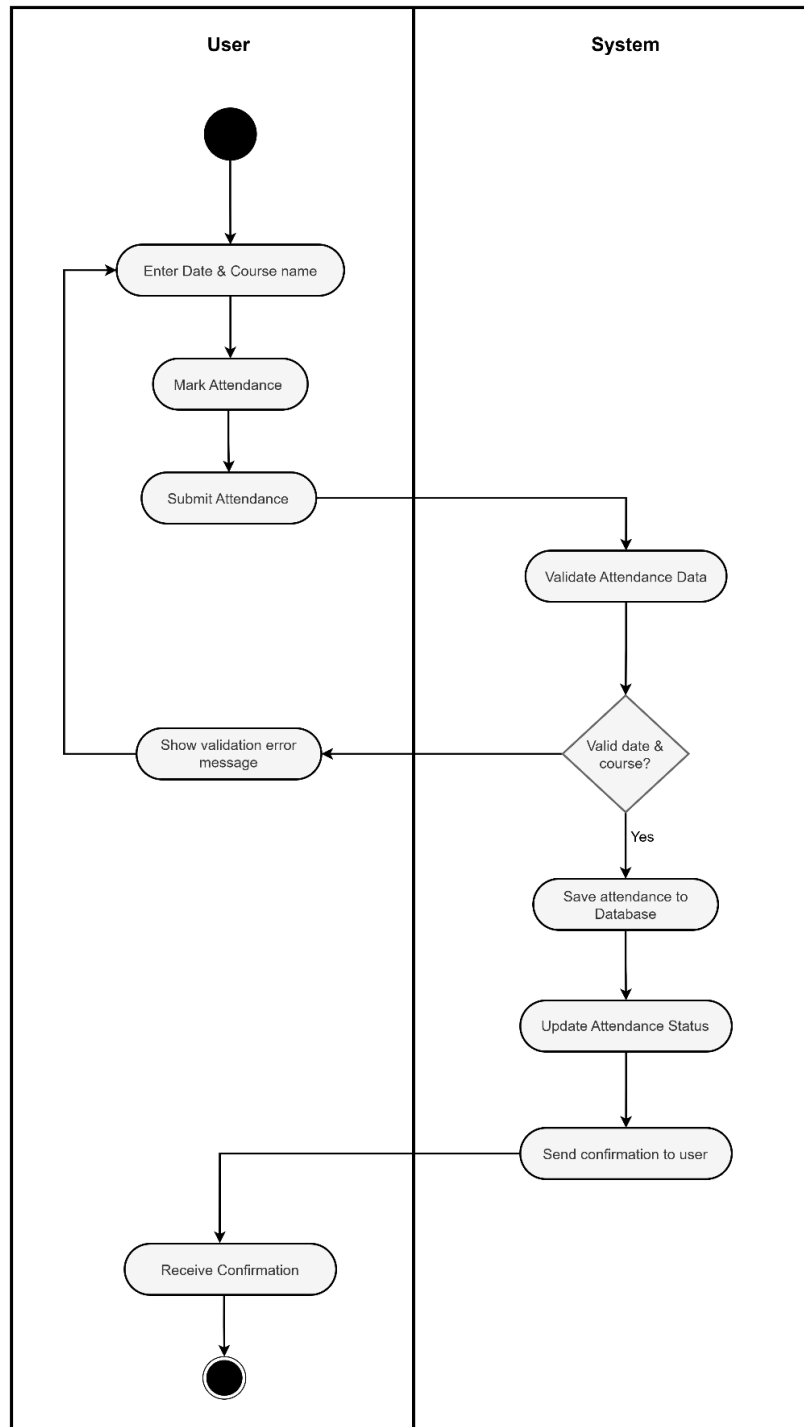 User
System
Enter Date & Course name
Mark Attendance
Submit Attendance
Validate Attendance Data
Show validation error
message
Valid date &
course?
Yes
Save attendance to
Database
Update Attendance Status
Send confirmation to user
Receive Confirmation